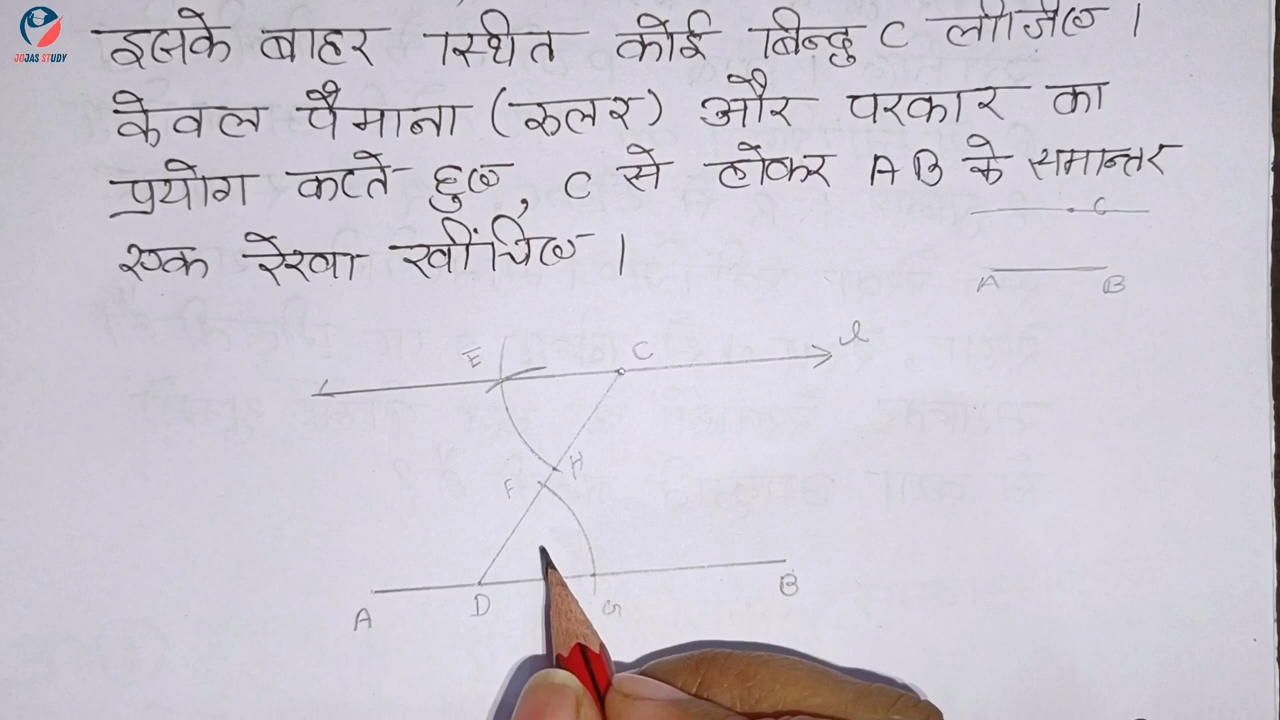 JOJAS STUDY
इसके बाहर स्थित कोई बिन्दु C लीजिए।
केवल पैमाना (रुलर) और परकार का
प्रयोग करते हुए, C से होकर AB के समान्तर
एक रेखा खींचिए।
C
A B
E C l
H
F
A D G B